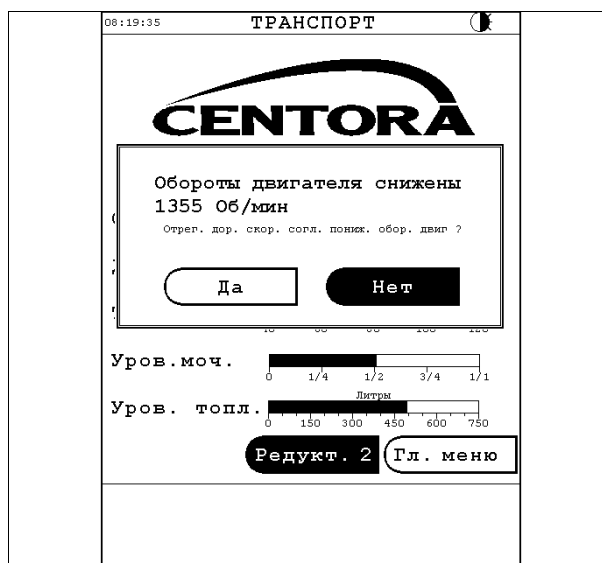 08:19:35 ТРАНСПОРТ
CENTORA
Обороты двигателя снижены
1355 Об/мин
Отрег. дор. скор. согл. пониж. обор. двиг ?
Да Нет
Уров.моч.
0 1/4 1/2 3/4 1/1
Литры
Уров. топл.
0 150 300 450 600 750
Редукт. 2 Гл. меню